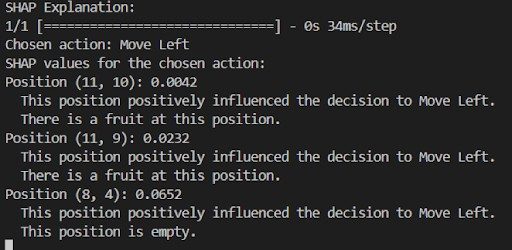 SHAP Explanation:
1/1 [==============================] - 0s 34ms/step
Chosen action: Move Left
SHAP values for the chosen action:
Position (11, 10): 0.0042
  This position positively influenced the decision to Move Left.
  There is a fruit at this position.
Position (11, 9): 0.0232
  This position positively influenced the decision to Move Left.
  There is a fruit at this position.
Position (8, 4): 0.0652
  This position positively influenced the decision to Move Left.
  This position is empty.